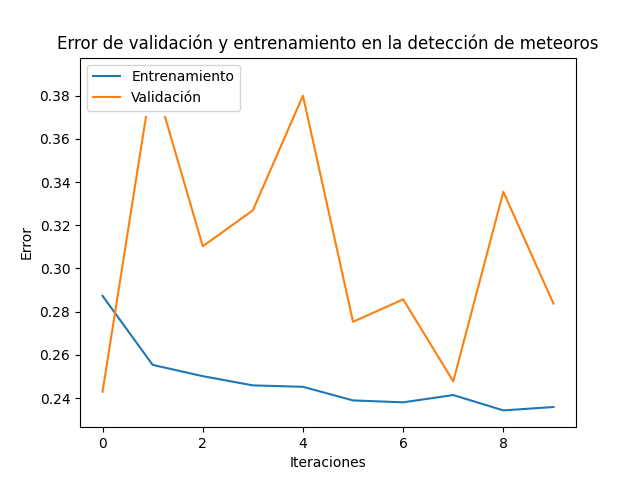 Error de validación y entrenamiento en la detección de meteoros
Entrenamiento
Validación
0.38
0.36
0.34
0.32
0.30
0.28
0.26
0.24
Error
0 2 4 6 8
Iteraciones